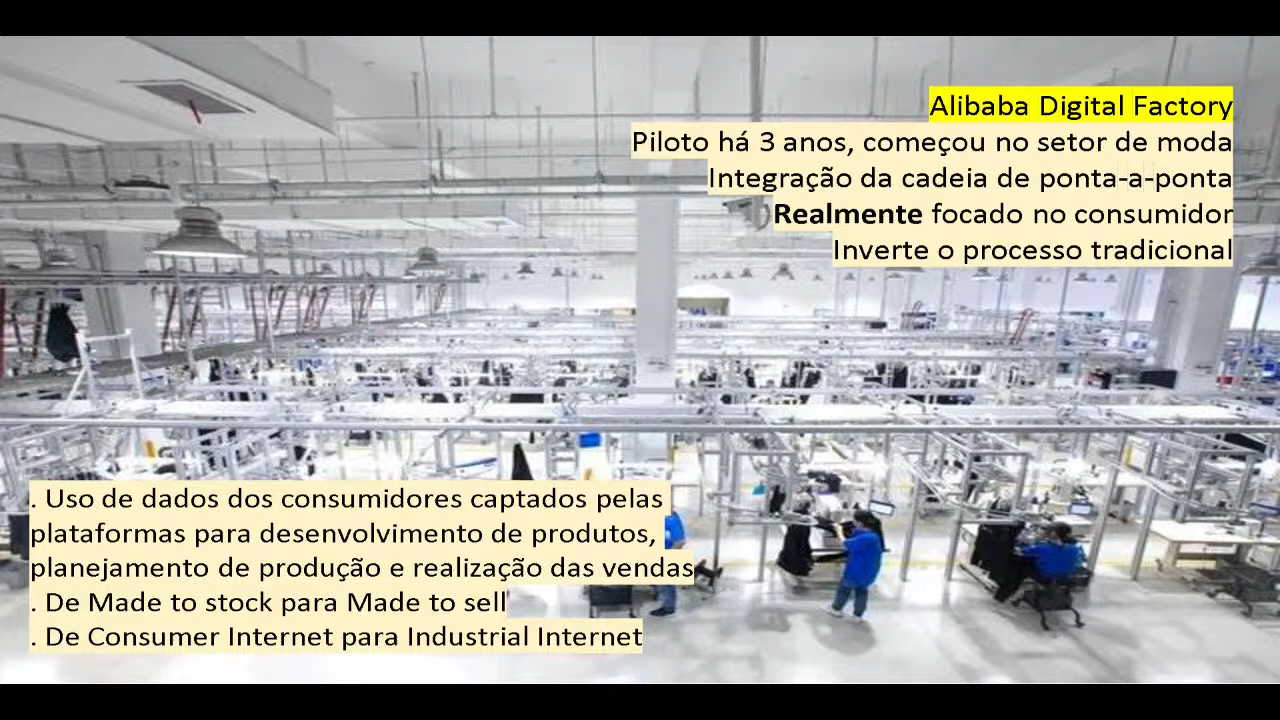 Alibaba Digital Factory
Piloto há 3 anos, começou no setor de moda
Integração da cadeia de ponta-a-ponta
Realmente focado no consumidor
Inverte o processo tradicional
. Uso de dados dos consumidores captados pelas
plataformas para desenvolvimento de produtos,
planejamento de produção e realização das vendas
. De Made to stock para Made to sell
. De Consumer Internet para Industrial Internet